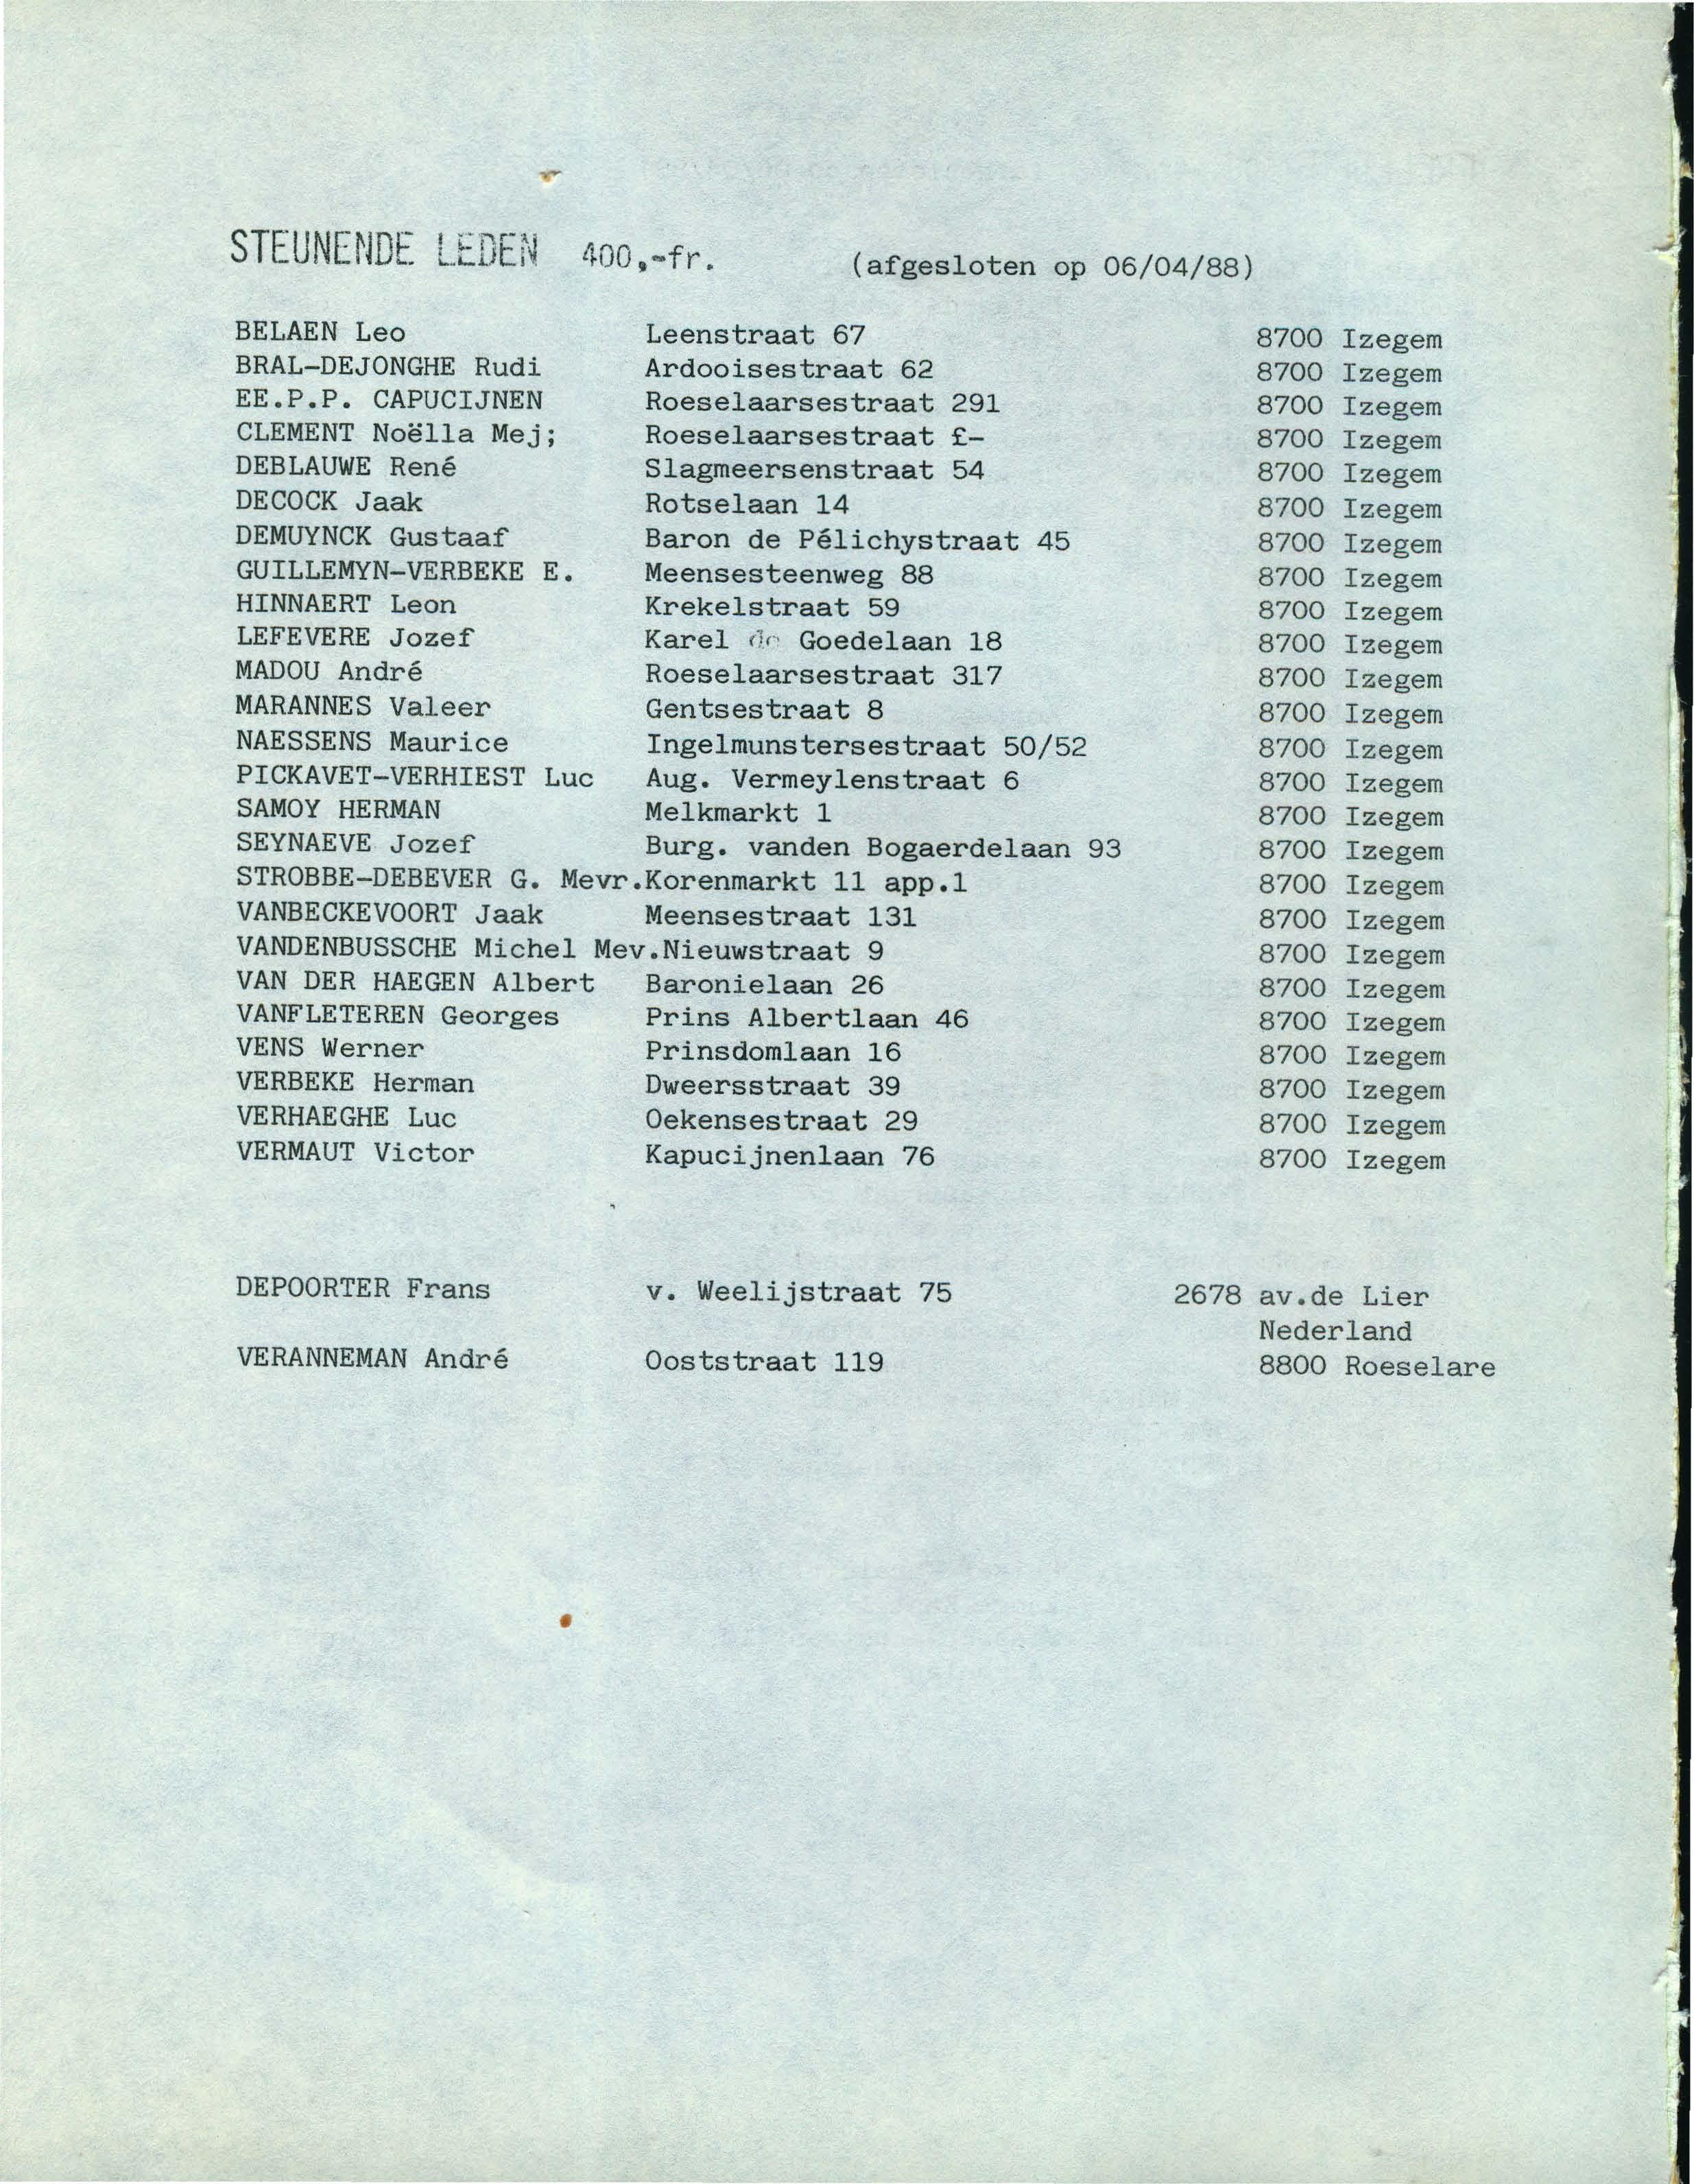 STEUNENDE LEDEN 400,-fr. (afgesloten op 06/04/88)
BELAEN Leo Leenstraat 67 8700 Izegem
BRAL-DEJONGHE Rudi Ardooisestraat 62 8700 Izegem
EE.P.P. CAPUCIJNEN Roeselaarsestraat 291 8700 Izegem
CLEMENT Noëlla Mej; Roeselaarsestraat £- 8700 Izegem
DEBLAUWE René Slagmeersenstraat 54 8700 Izegem
DECOCK Jaak Rotselaan 14 8700 Izegem
DEMUYNCK Gustaaf Baron de Pélichystraat 45 8700 Izegem
GUILLEMYN-VERBEKE E. Meensesteenweg 88 8700 Izegem
HINNAERT Leon Krekelstraat 59 8700 Izegem
LEFEVERE Jozef Karel de Goedelaan 18 8700 Izegem
MADOU André Roeselaarsestraat 317 8700 Izegem
MARANNES Valeer Gentsestraat 8 8700 Izegem
NAESSENS Maurice Ingelmunstersestraat 50/52 8700 Izegem
PICKAVET-VERHIEST Luc Aug. Vermeylenstraat 6 8700 Izegem
SAMOY HERMAN Melkmarkt 1 8700 Izegem
SEYNAEVE Jozef Burg. vanden Bogaerdelaan 93 8700 Izegem
STROBBE-DEBEVER G. Mevr.Korenmarkt 11 app.1 8700 Izegem
VANBECKEVOORT Jaak Meensestraat 131 8700 Izegem
VANDENBUSSCHE Michel Mev.Nieuwstraat 9 8700 Izegem
VAN DER HAEGEN Albert Baronielaan 26 8700 Izegem
VANFLETEREN Georges Prins Albertlaan 46 8700 Izegem
VENS Werner Prinsdomlaan 16 8700 Izegem
VERBEKE Herman Dweersstraat 39 8700 Izegem
VERHAEGHE Luc Oekensestraat 29 8700 Izegem
VERMAUT Victor Kapucijnenlaan 76 8700 Izegem
DEPOORTER Frans v. Weelijstraat 75 2678 av.de Lier
Nederland
VERANNEMAN André Ooststraat 119 8800 Roeselare